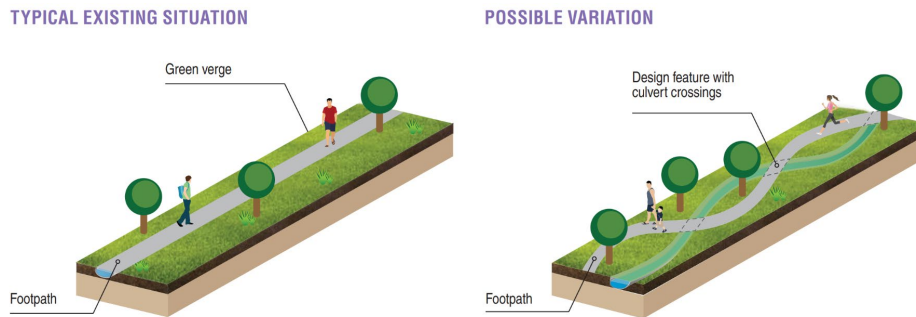 TYPICAL EXISTING SITUATION
Green verge
Footpath
POSSIBLE VARIATION
Design feature with
culvert crossings
Footpath